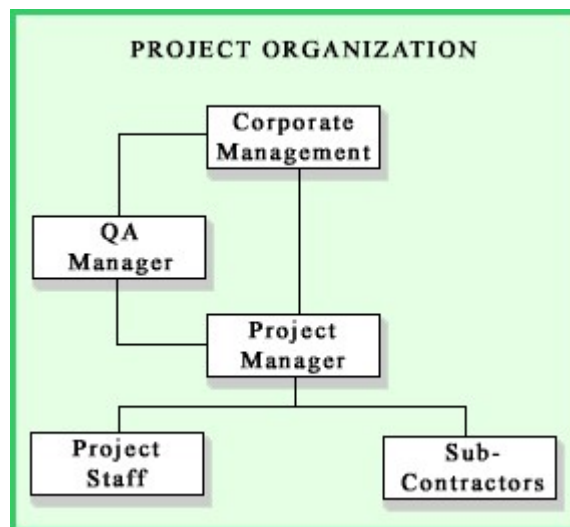 PROJECT ORGANIZATION
Corporate
Management
QA
Manager
Project
Manager
Project
Staff
Sub-
Contractors